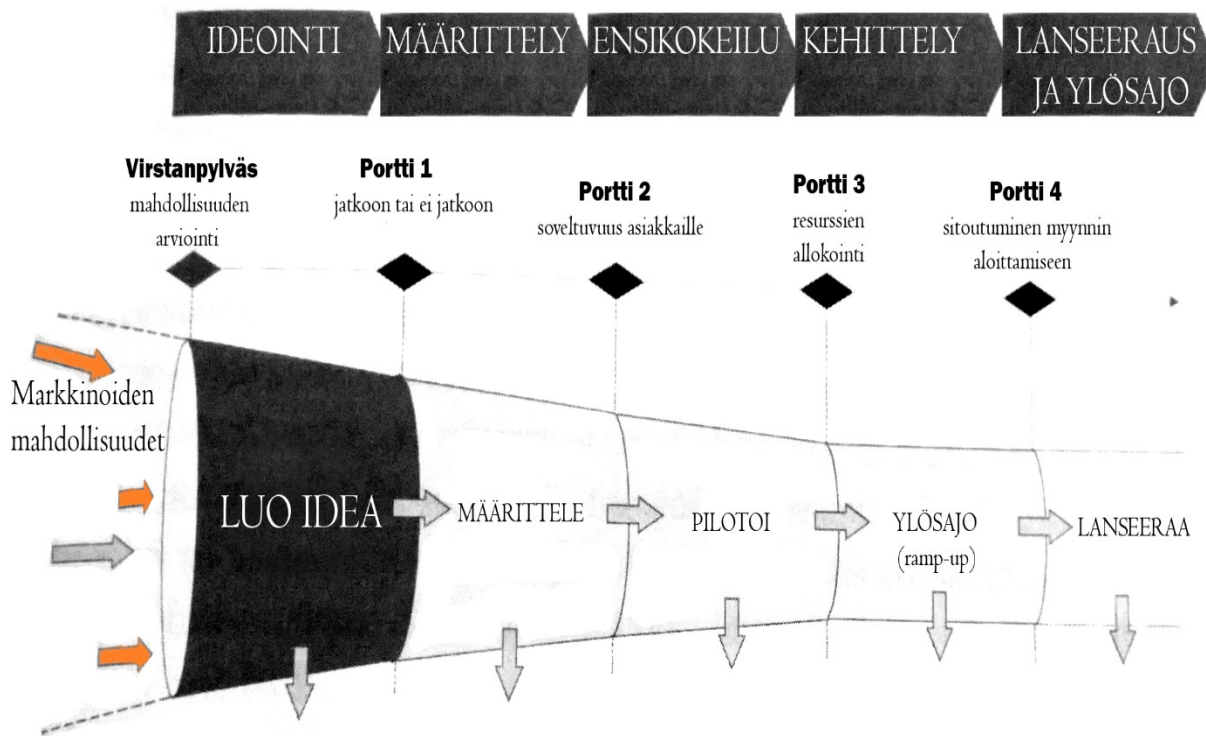 IDEOINTI
MÄÄRITTELY
ENSIKOKEILU
KEHITTELY
LANSEERAUS
JA YLÖSAJO
Virstanpylväs
mahdollisuuden
arviointi
Portti 1
jatkoon tai ei jatkoon
Portti 2
soveltuvuus asiakkaille
Portti 3
resurssien
allokointi
Portti 4
sitoutuminen myynnin
aloittamiseen
Markkinoiden
mahdollisuudet
LUO IDEA
MÄÄRITTELE
PILOTOI
YLÖSAJO
(ramp-up)
LANSEERAA